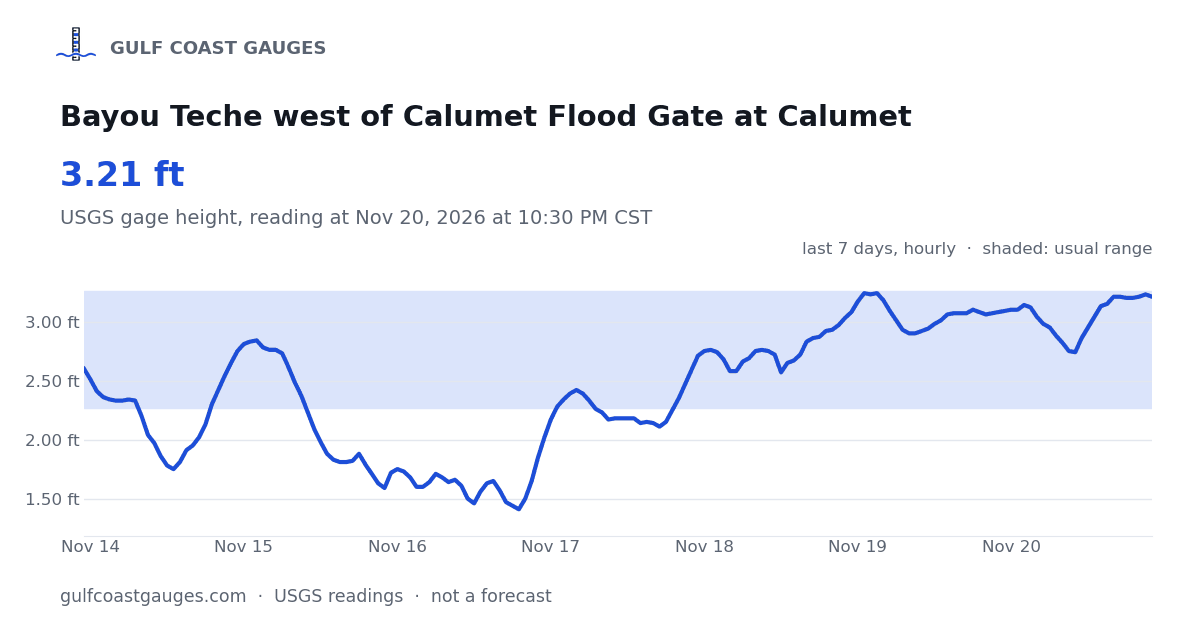 GULF COAST GAUGES
Bayou Teche west of Calumet Flood Gate at Calumet
3.21 ft
USGS gage height, reading at Nov 20, 2026 at 10:30 PM CST
last 7 days, hourly · shaded: usual range
3.00 ft
2.50 ft
2.00 ft
1.50 ft
Nov 14 Nov 15 Nov 16 Nov 17 Nov 18 Nov 19 Nov 20
gulfcoastgauges.com · USGS readings · not a forecast